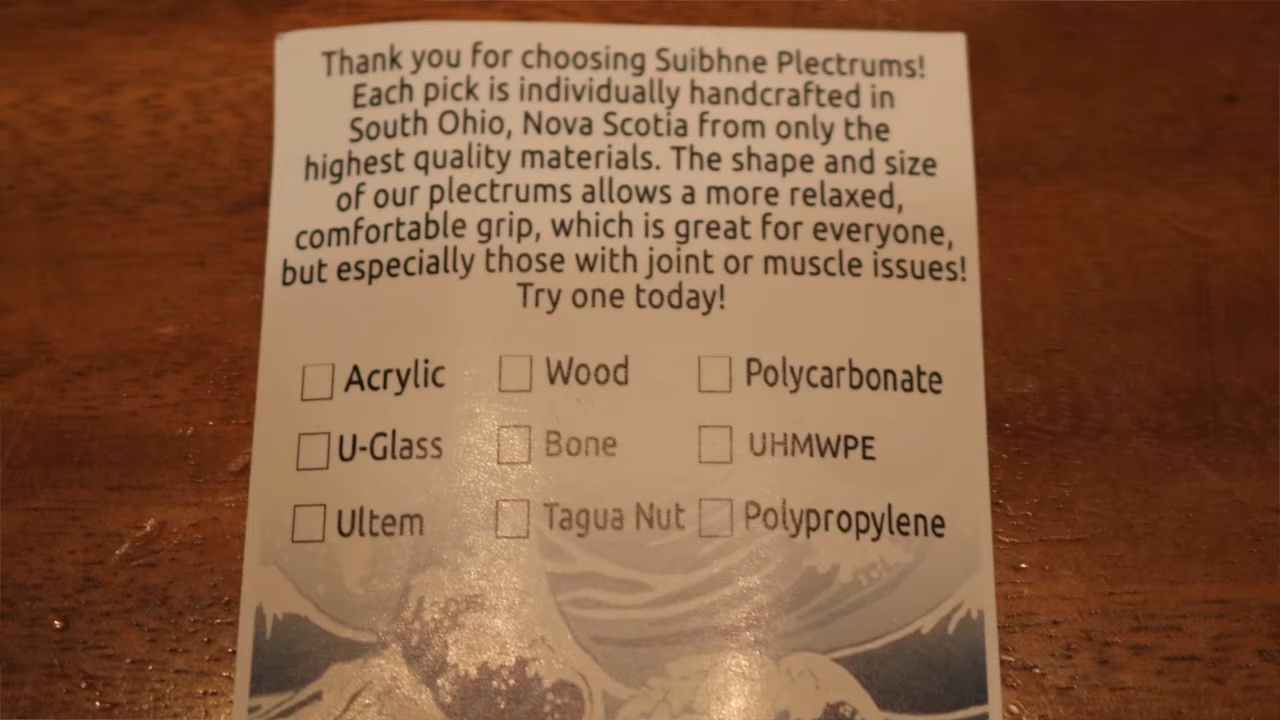 Thank you for choosing Suibhne Plectrums!
Each pick is individually handcrafted in
South Ohio, Nova Scotia from only the
highest quality materials. The shape and size
of our plectrums allows a more relaxed,
comfortable grip, which is great for everyone,
but especially those with joint or muscle issues!
Try one today!
Acrylic Wood Polycarbonate
U-Glass Bone UHMWPE
Ultem Tagua Nut Polypropylene